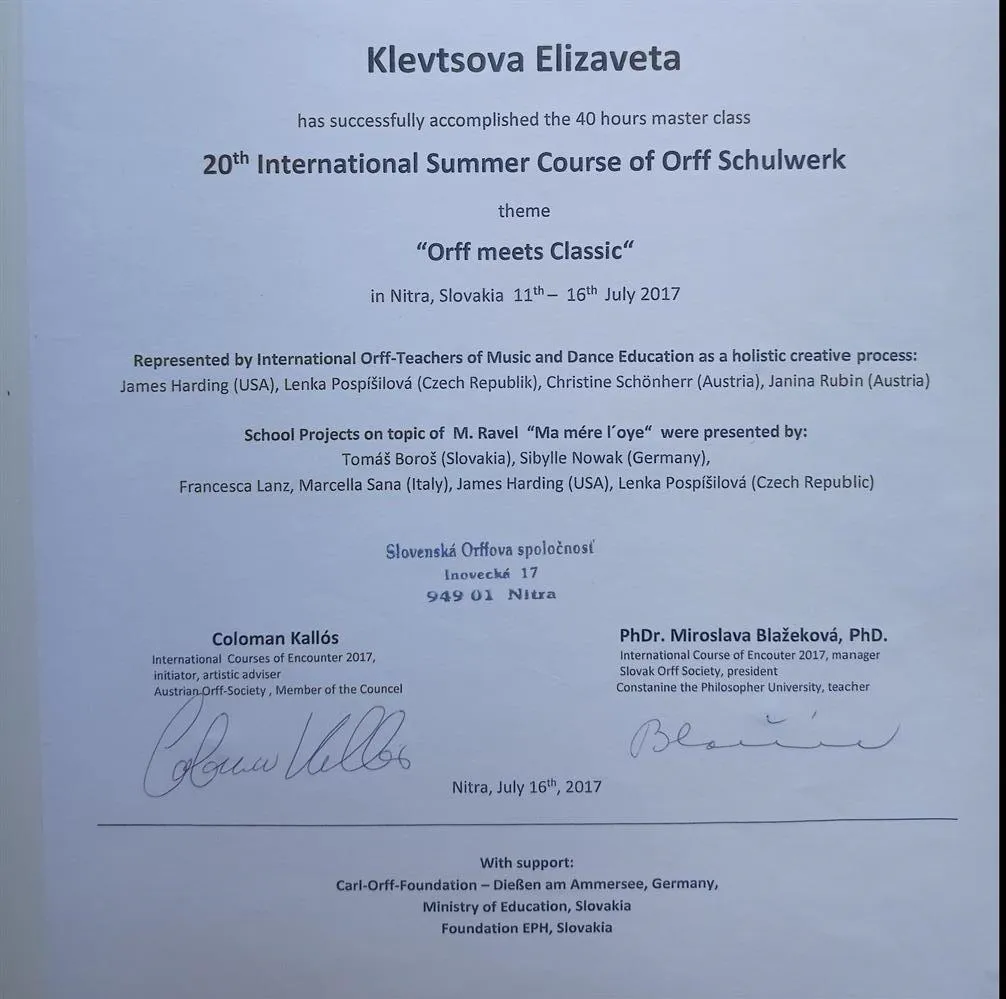 Klevtsova Elizaveta
has successfully accomplished the 40 hours master class
20th International Summer Course of Orff Schulwerk
theme
“Orff meets Classic“
in Nitra, Slovakia 11th – 16th July 2017
Represented by International Orff-Teachers of Music and Dance Education as a holistic creative process:
James Harding (USA), Lenka Pospíšilová (Czech Republik), Christine Schönherr (Austria), Janina Rubin (Austria)
School Projects on topic of M. Ravel “Ma mére l´oye“ were presented by:
Tomáš Boroš (Slovakia), Sibylle Nowak (Germany),
Francesca Lanz, Marcella Sana (Italy), James Harding (USA), Lenka Pospíšilová (Czech Republic)
Slovenská Orffova spoločnosť
Inovecká 17
949 01 Nitra
Coloman Kallós
International Courses of Encounter 2017,
initiator, artistic adviser
Austrian Orff-Society , Member of the Councel
Coloman Kallós
PhDr. Miroslava Blažeková, PhD.
International Course of Encouter 2017, manager
Slovak Orff Society, president
Constanine the Philosopher University, teacher
Nitra, July 16th, 2017
With support:
Carl-Orff-Foundation – Dießen am Ammersee, Germany,
Ministry of Education, Slovakia
Foundation EPH, Slovakia